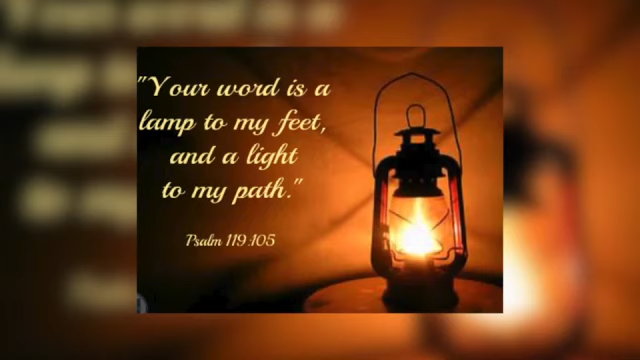 "Your word is a
lamp to my feet,
and a light
to my path."
Psalm 119:105